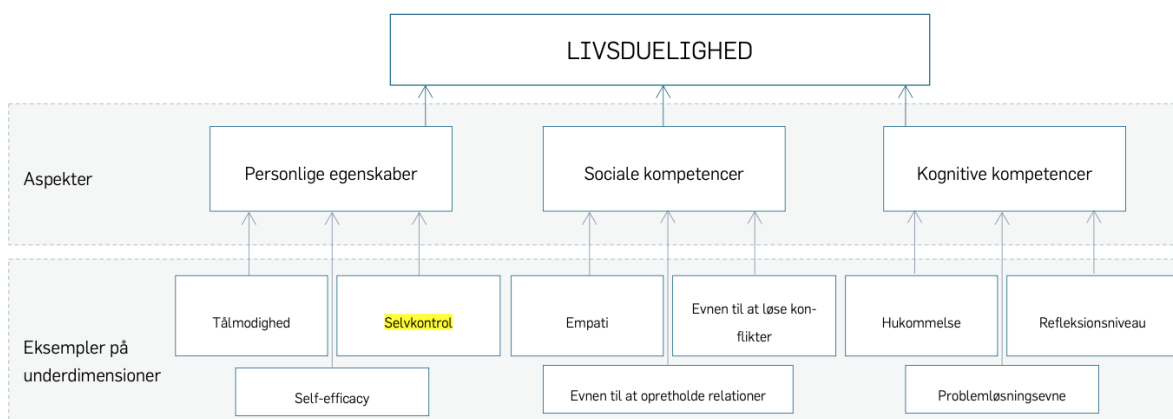 LIVSDUELIGHED
Aspekter
Personlige egenskaber
Sociale kompetencer
Kognitive kompetencer
Eksempler på
underdimensioner
Tålmodighed
Selvkontrol
Self-efficacy
Empati
Evnen til at løse kon-
flikter
Evnen til at opretholde relationer
Hukommelse
Refleksionsniveau
Problemløsningsevne